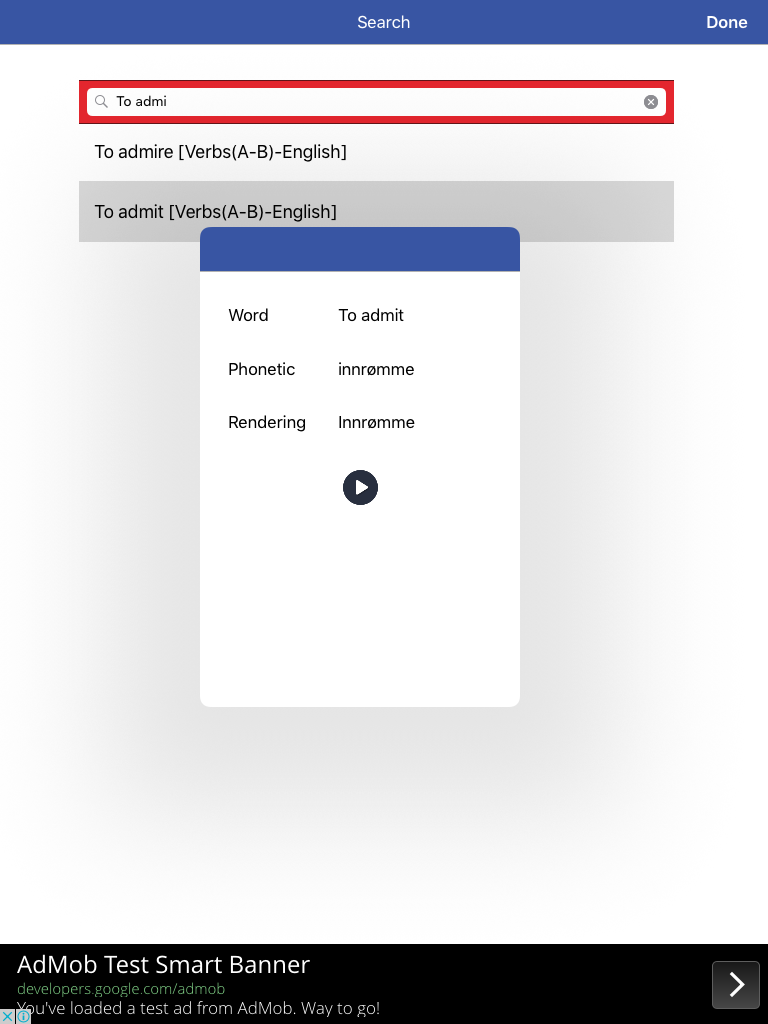 Search
Done
To admi
To admire [Verbs(A-B)-English]
To admit [Verbs(A-B)-English]
Word To admit
Phonetic innrømme
Rendering Innrømme
AdMob Test Smart Banner
developers.google.com/admob
You've loaded a test ad from AdMob. Way to go!